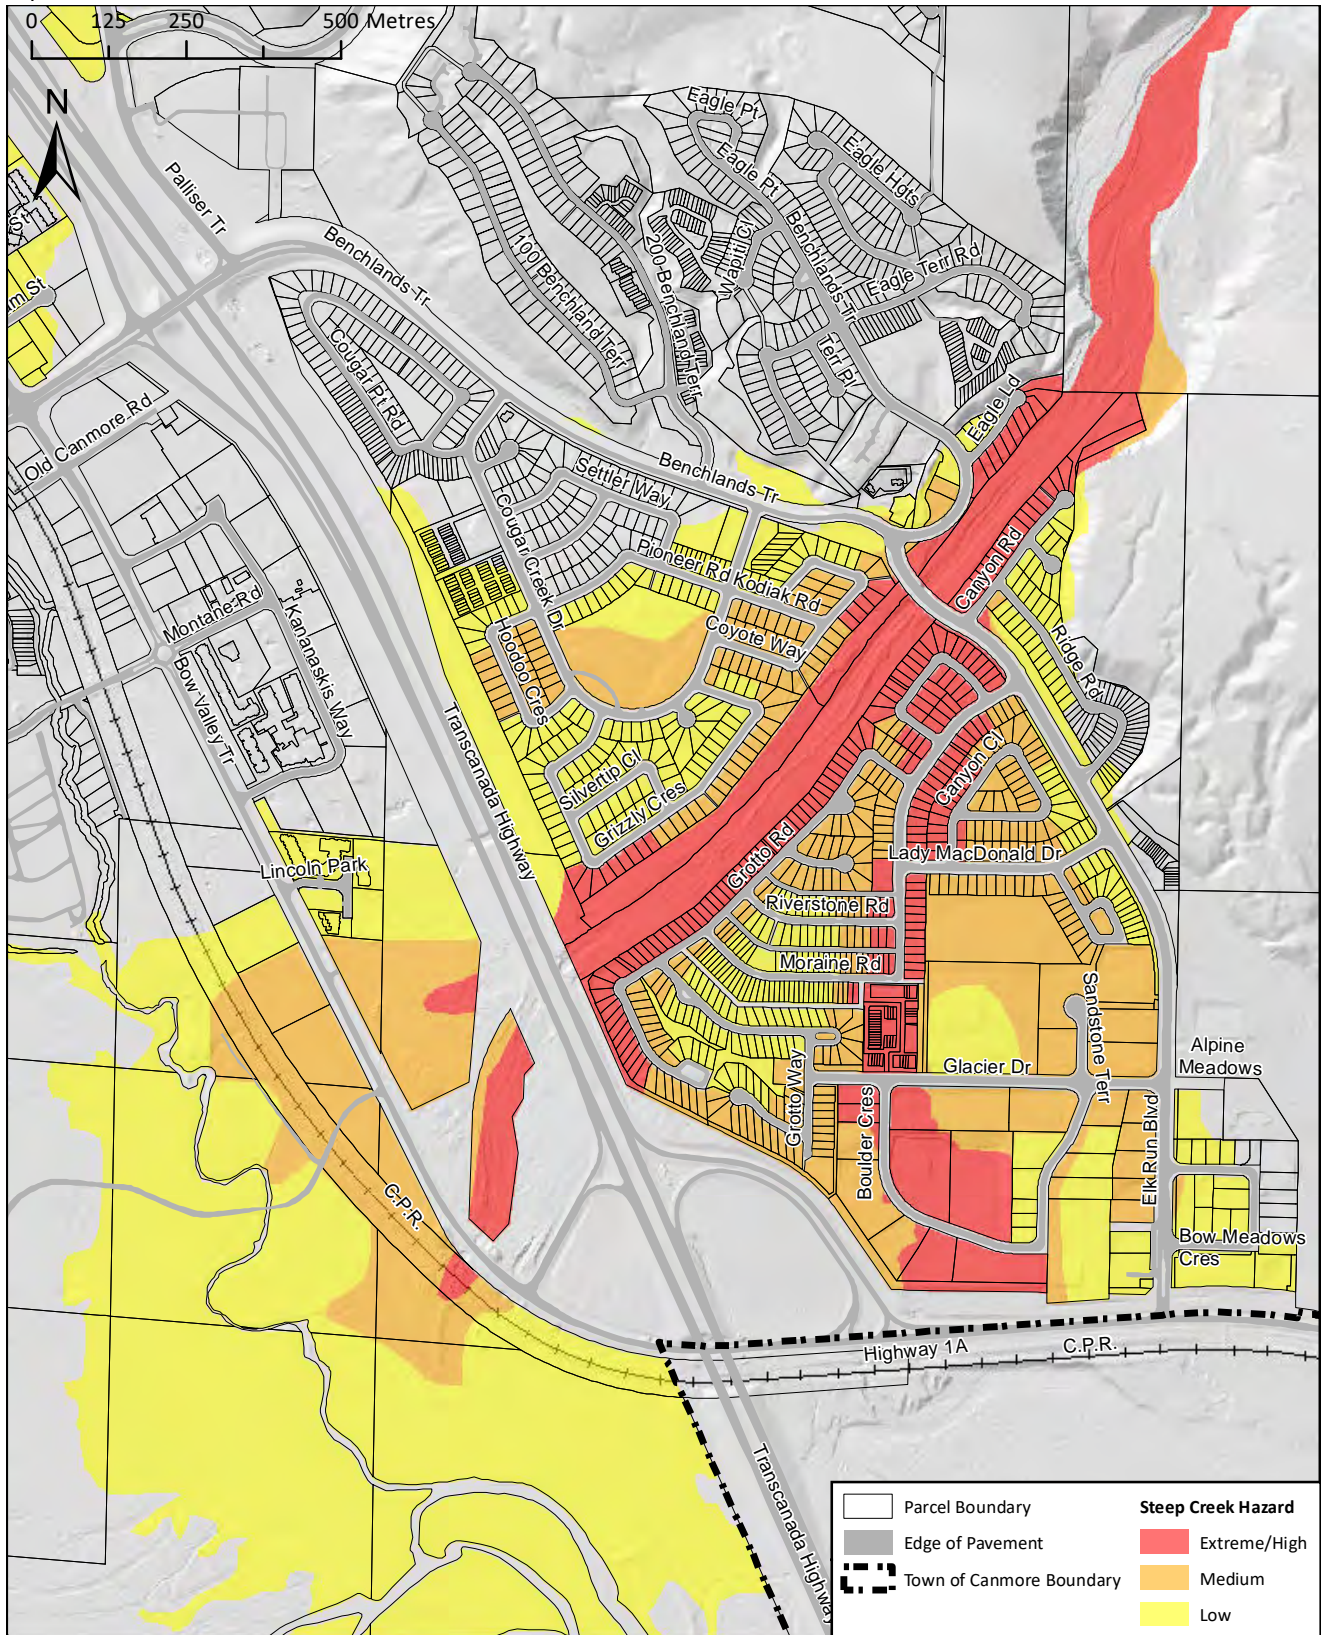 0 125 250 500 Metres
N
Palliser Tr
Eagle Pt
Eagle Pt
Eagle Hgts
Benchlands Tr
100 Benchland Terr
200 Benchland Terr
Wapiti Cl
Benchlands Tr
Eagle Terr Rd
St
am St
Cougar Pt Rd
Terr Pl
Eagle Ld
Old Canmore Rd
Settler Way
Benchlands Tr
Cougar Creek Dr
Pioneer Rd
Kodiak Rd
Canyon Rd
Montane Rd
Kananaskis Way
Hoodoo Cres
Coyote Way
Ridge Rd
Bow Valley Tr
Transcanada Highway
Silvertip Cl
Grizzly Cres
Canyon Cl
Lincoln Park
Grotto Rd
Lady MacDonald Dr
Riverstone Rd
Moraine Rd
Sandstone Terr
Glacier Dr
Alpine
Meadows
Grotto Way
Boulder Cres
Elk Run Blvd
C.P.R.
Bow Meadows
Cres
Highway 1A
C.P.R.
Transcanada Highway
Parcel Boundary
Edge of Pavement
Town of Canmore Boundary
Steep Creek Hazard
Extreme/High
Medium
Low